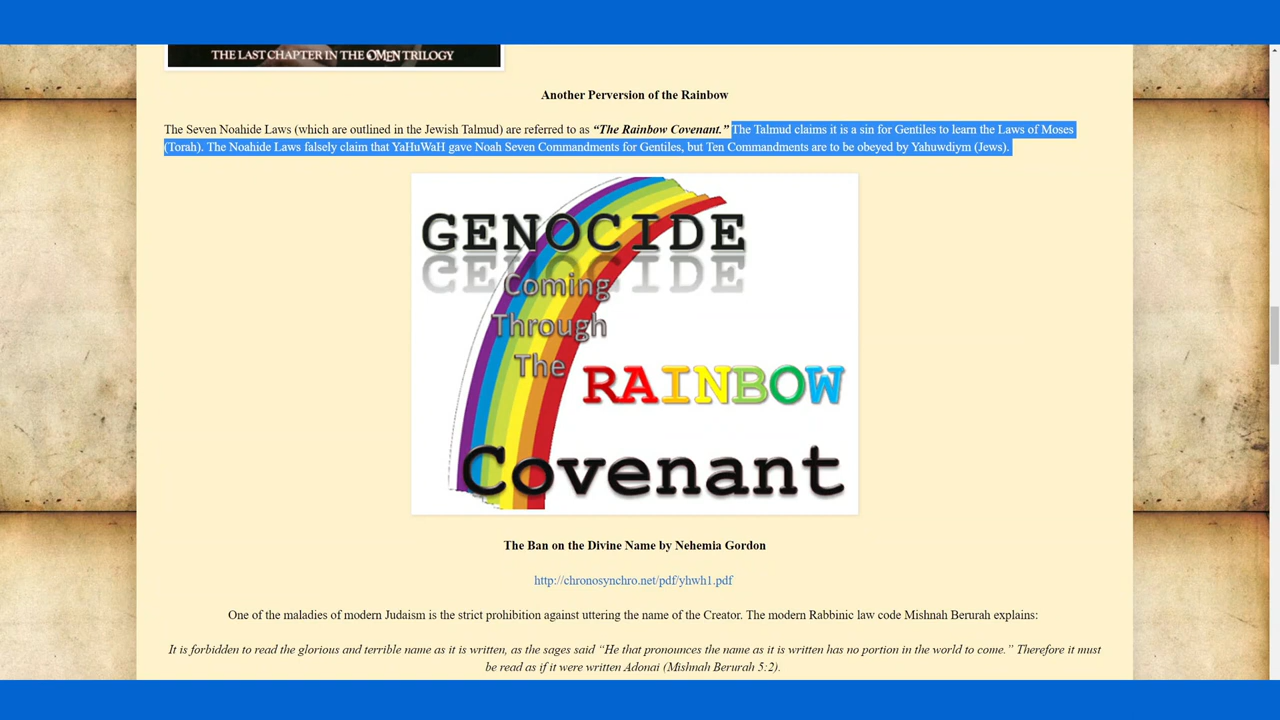 THE LAST CHAPTER IN THE OMEN TRILOGY
Another Perversion of the Rainbow
The Seven Noahide Laws (which are outlined in the Jewish Talmud) are referred to as “The Rainbow Covenant.” The Talmud claims it is a sin for Gentiles to learn the Laws of Moses
(Torah). The Noahide Laws falsely claim that YaHuWaH gave Noah Seven Commandments for Gentiles, but Ten Commandments are to be obeyed by Yahuwdiym (Jews).
GENOCIDE
Coming
Through
The
RAINBOW
Covenant
The Ban on the Divine Name by Nehemia Gordon
http://chronosynchro.net/pdf/yhwh1.pdf
One of the maladies of modern Judaism is the strict prohibition against uttering the name of the Creator. The modern Rabbinic law code Mishnah Berurah explains:
It is forbidden to read the glorious and terrible name as it is written, as the sages said “He that pronounces the name as it is written has no portion in the world to come.” Therefore it must
be read as if it were written Adonai (Mishnah Berurah 5:2).